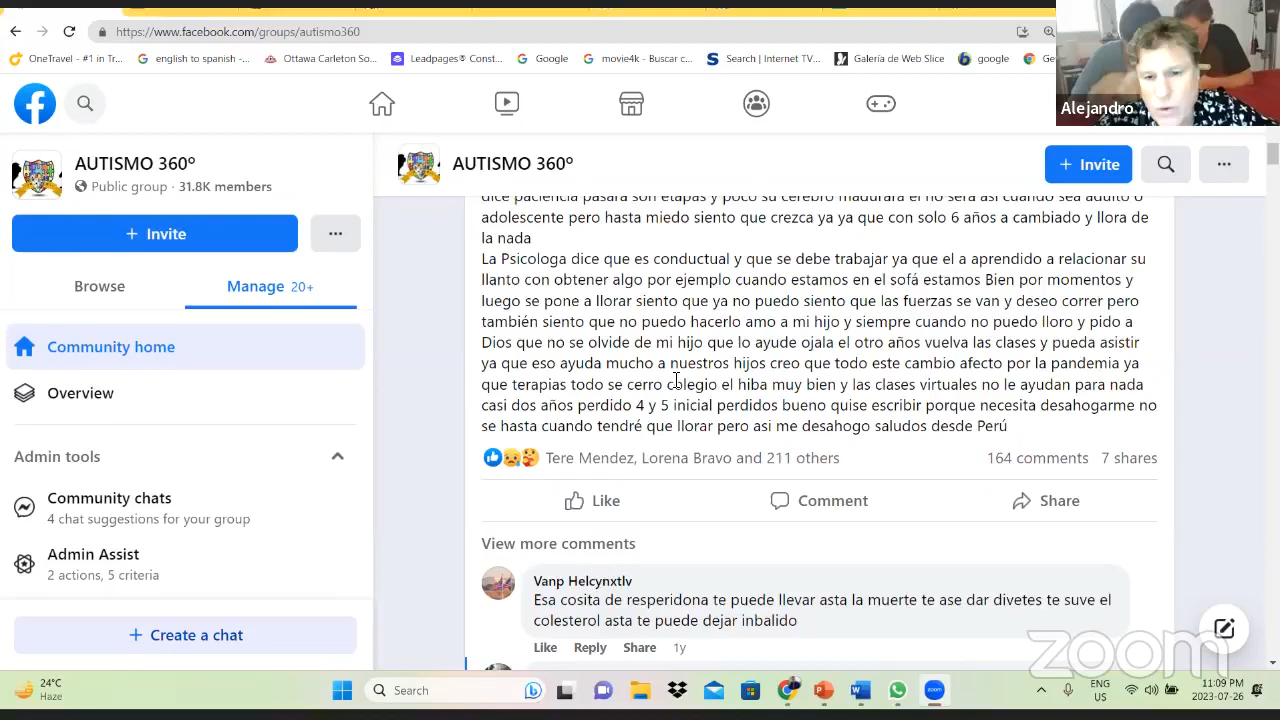 https://www.facebook.com/groups/autismo360
OneTravel - #1 in Tr...
english to spanish -...
Ottawa Carleton So...
Leadpages® Const...
Google
movie4k - Buscar c...
Search | Internet TV...
Galería de Web Slice
google
Ge
Alejandro
AUTISMO 360º
Public group · 31.8K members
+ Invite
...
Browse
Manage 20+
Community home
Overview
Admin tools
Community chats
4 chat suggestions for your group
Admin Assist
2 actions, 5 criteria
+ Create a chat
AUTISMO 360º
+ Invite
...
dice paciencia pasara son etapas y poco su cerebro madurara el no será así cuando sea adulto o
adolescente pero hasta miedo siento que crezca ya ya que con solo 6 años a cambiado y llora de
la nada
La Psicologa dice que es conductual y que se debe trabajar ya que el a aprendido a relacionar su
llanto con obtener algo por ejemplo cuando estamos en el sofá estamos Bien por momentos y
luego se pone a llorar siento que ya no puedo siento que las fuerzas se van y deseo correr pero
también siento que no puedo hacerlo amo a mi hijo y siempre cuando no puedo lloro y pido a
Dios que no se olvide de mi hijo que lo ayude ojala el otro años vuelva las clases y pueda asistir
ya que eso ayuda mucho a nuestros hijos creo que todo este cambio afecto por la pandemia ya
que terapias todo se cerro colegio el hiba muy bien y las clases virtuales no le ayudan para nada
casi dos años perdido 4 y 5 inicial perdidos bueno quise escribir porque necesita desahogarme no
se hasta cuando tendré que llorar pero asi me desahogo saludos desde Perú
Tere Mendez, Lorena Bravo and 211 others
164 comments 7 shares
Like
Comment
Share
View more comments
Vanp Helcynxtlv
Esa cosita de resperidona te puede llevar asta la muerte te ase dar divetes te suve el
colesterol asta te puede dejar inbalido
Like Reply Share 1y
zoom
24°C
Haze
Search
zoom
ENG
US
11:09 PM
2023-07-26